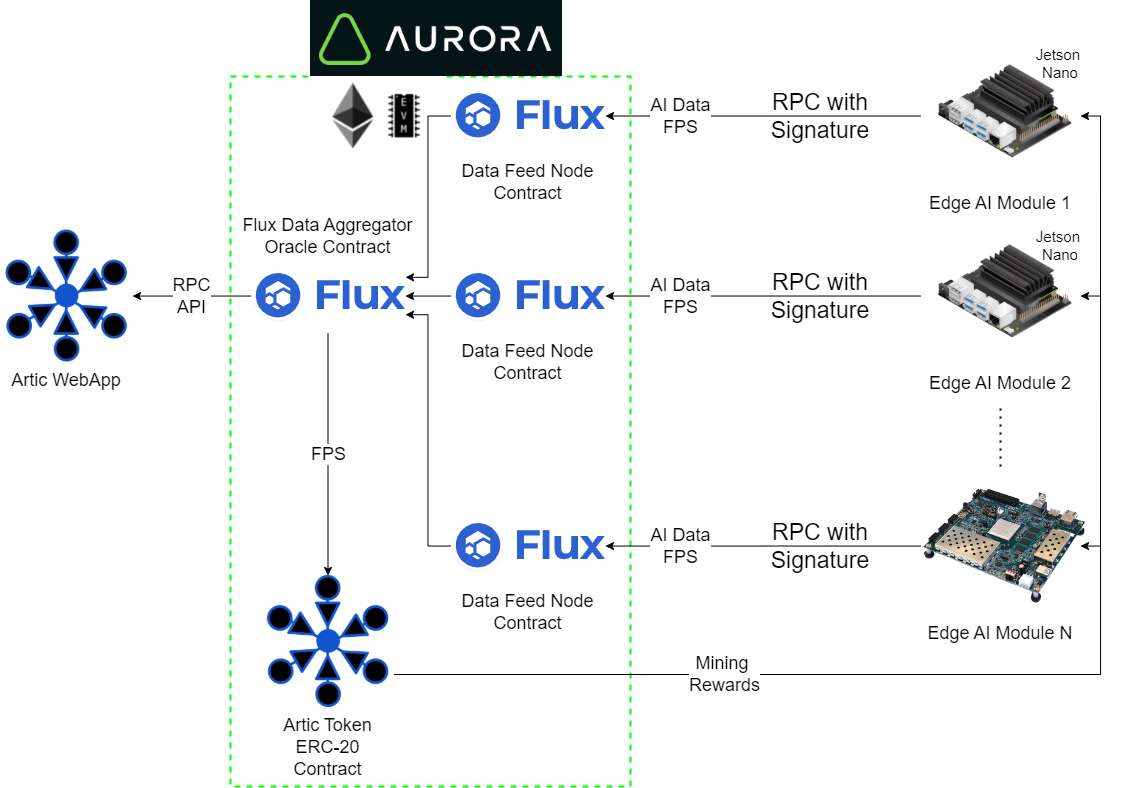 AURORA
EVM
Flux
Data Feed Node
Contract
AI Data
FPS
RPC with
Signature
Jetson
Nano
Edge AI Module 1
Flux Data Aggregator
Oracle Contract
Artic WebApp
RPC
API
Flux
Flux
Data Feed Node
Contract
AI Data
FPS
RPC with
Signature
Jetson
Nano
Edge AI Module 2
FPS
Flux
Data Feed Node
Contract
AI Data
FPS
RPC with
Signature
Edge AI Module N
Mining
Rewards
Artic Token
ERC-20
Contract